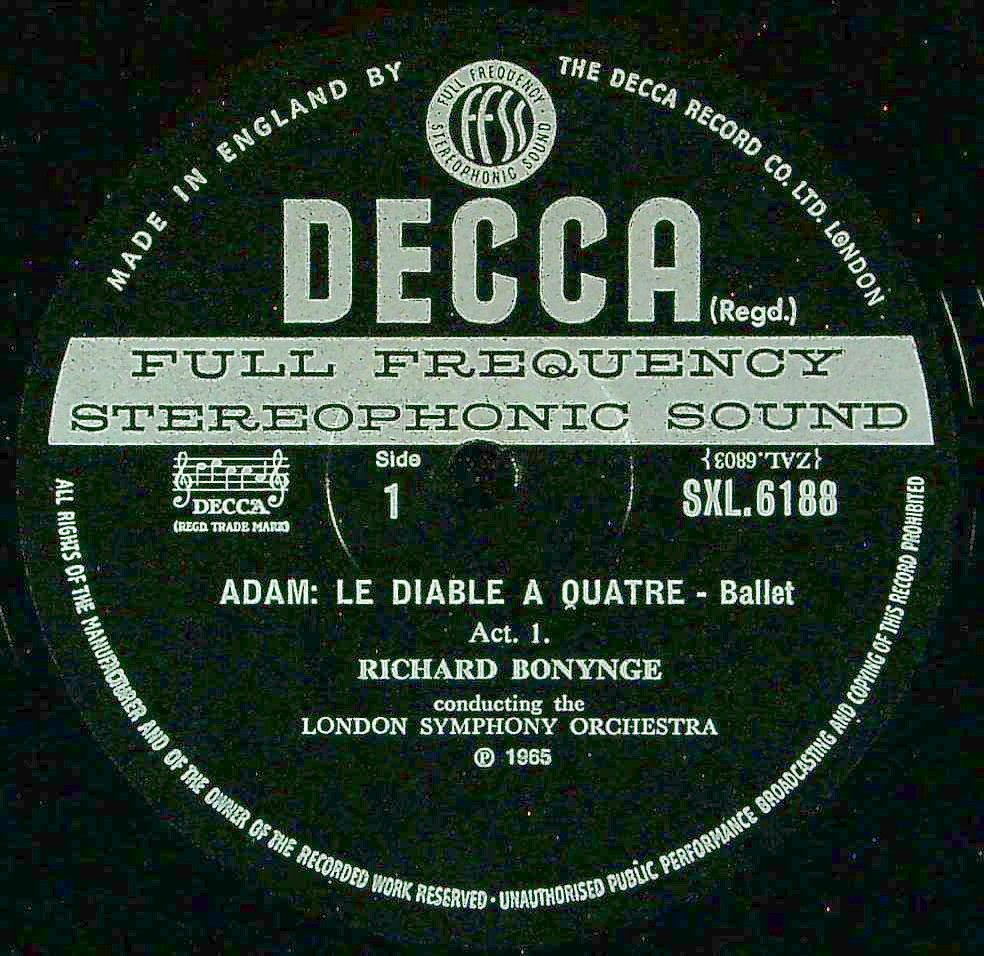 MADE IN ENGLAND BY
THE DECCA RECORD CO. LTD. LONDON
· FULL FREQUENCY ·
STEREOPHONIC SOUND
FFSS
DECCA (Regd.)
FULL FREQUENCY
STEREOPHONIC SOUND
DECCA
(REGD. TRADE MARK)
Side
1
{ZAL.6803}
SXL.6188
ADAM: LE DIABLE A QUATRE - Ballet
Act. 1.
RICHARD BONYNGE
conducting the
LONDON SYMPHONY ORCHESTRA
℗ 1965
ALL RIGHTS OF THE MANUFACTURER AND OF THE OWNER OF THE RECORDED WORK RESERVED · UNAUTHORISED PUBLIC PERFORMANCE BROADCASTING AND COPYING OF THIS RECORD PROHIBITED